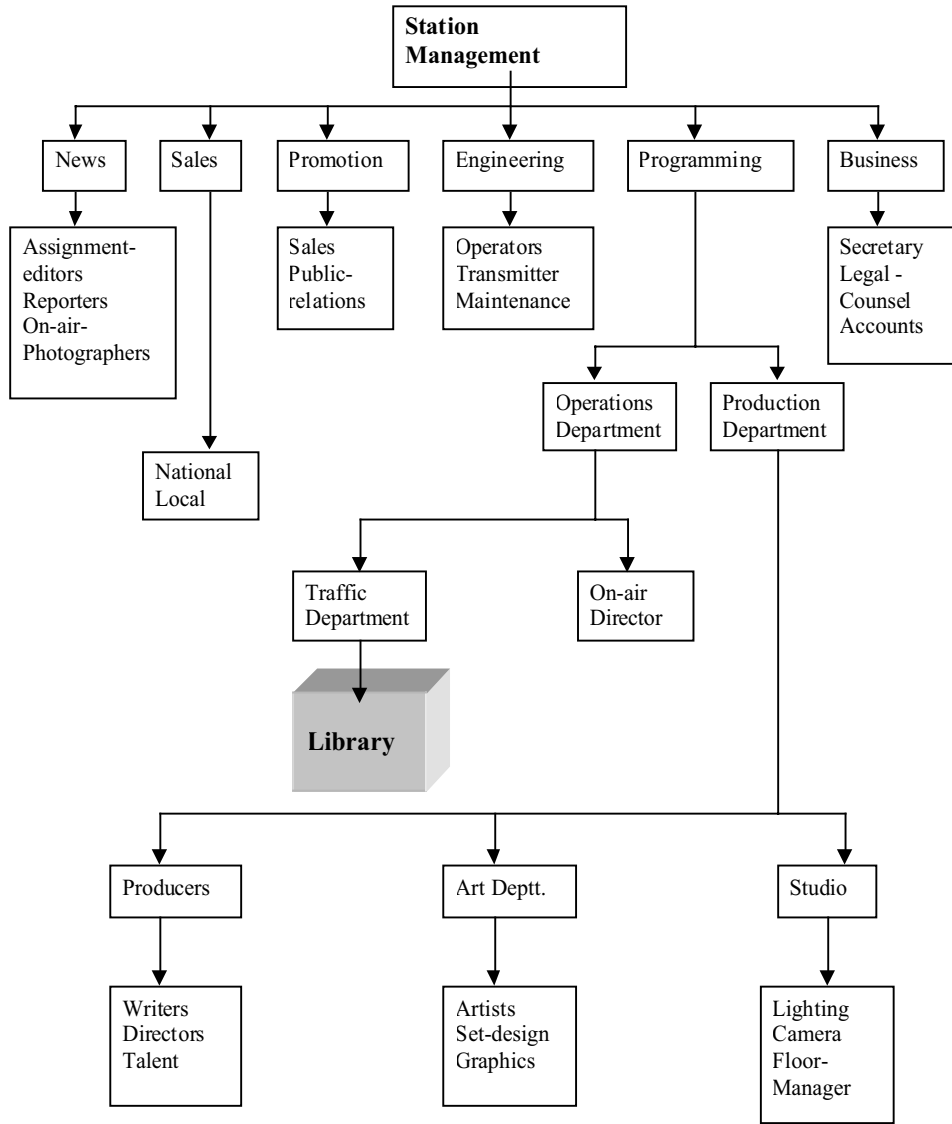 Station
Management
News
Sales
Promotion
Engineering
Programming
Business
Assignment-
editors
Reporters
On-air-
Photographers
Sales
Public-
relations
Operators
Transmitter
Maintenance
Secretary
Legal -
Counsel
Accounts
Operations
Department
Production
Department
National
Local
Traffic
Department
On-air
Director
Library
Producers
Art Deptt.
Studio
Writers
Directors
Talent
Artists
Set-design
Graphics
Lighting
Camera
Floor-
Manager